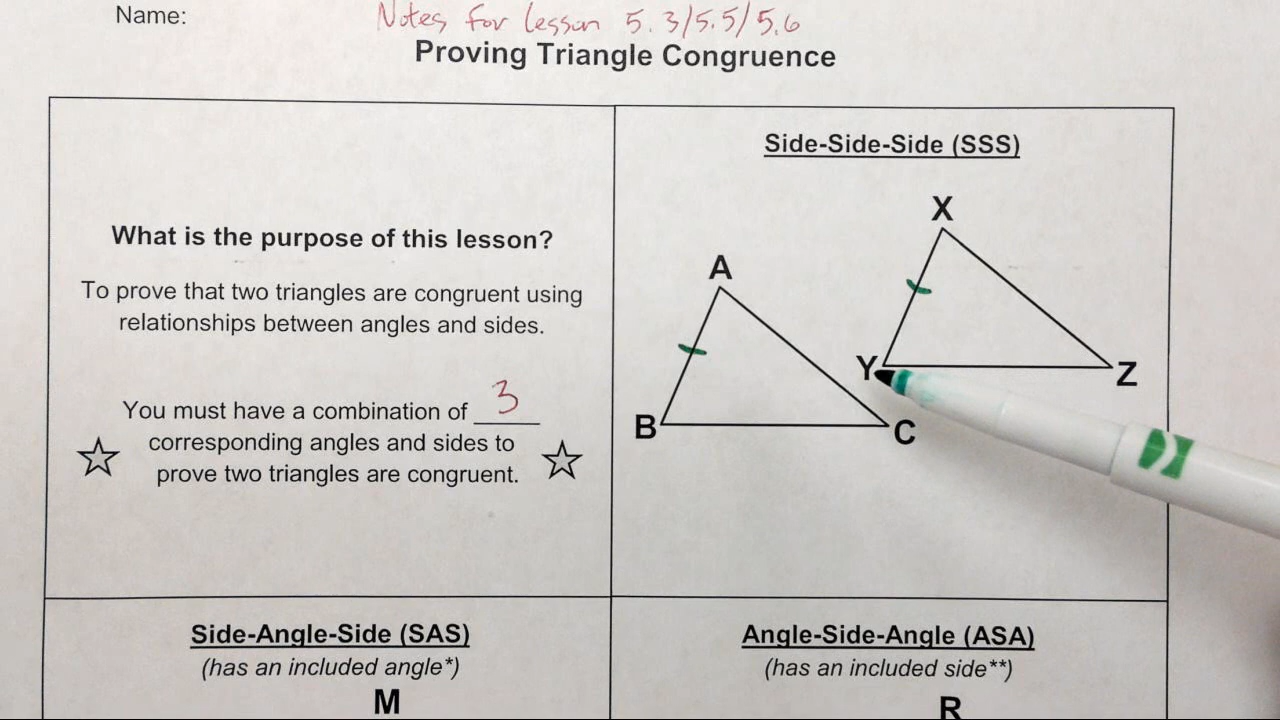 Name:
Notes for lesson 5.3/5.5/5.6
Proving Triangle Congruence
What is the purpose of this lesson?
To prove that two triangles are congruent using
relationships between angles and sides.
You must have a combination of 3
corresponding angles and sides to
prove two triangles are congruent.
Side-Side-Side (SSS)
X
A
Y
Z
B
C
Side-Angle-Side (SAS)
(has an included angle*)
M
Angle-Side-Angle (ASA)
(has an included side**)
R